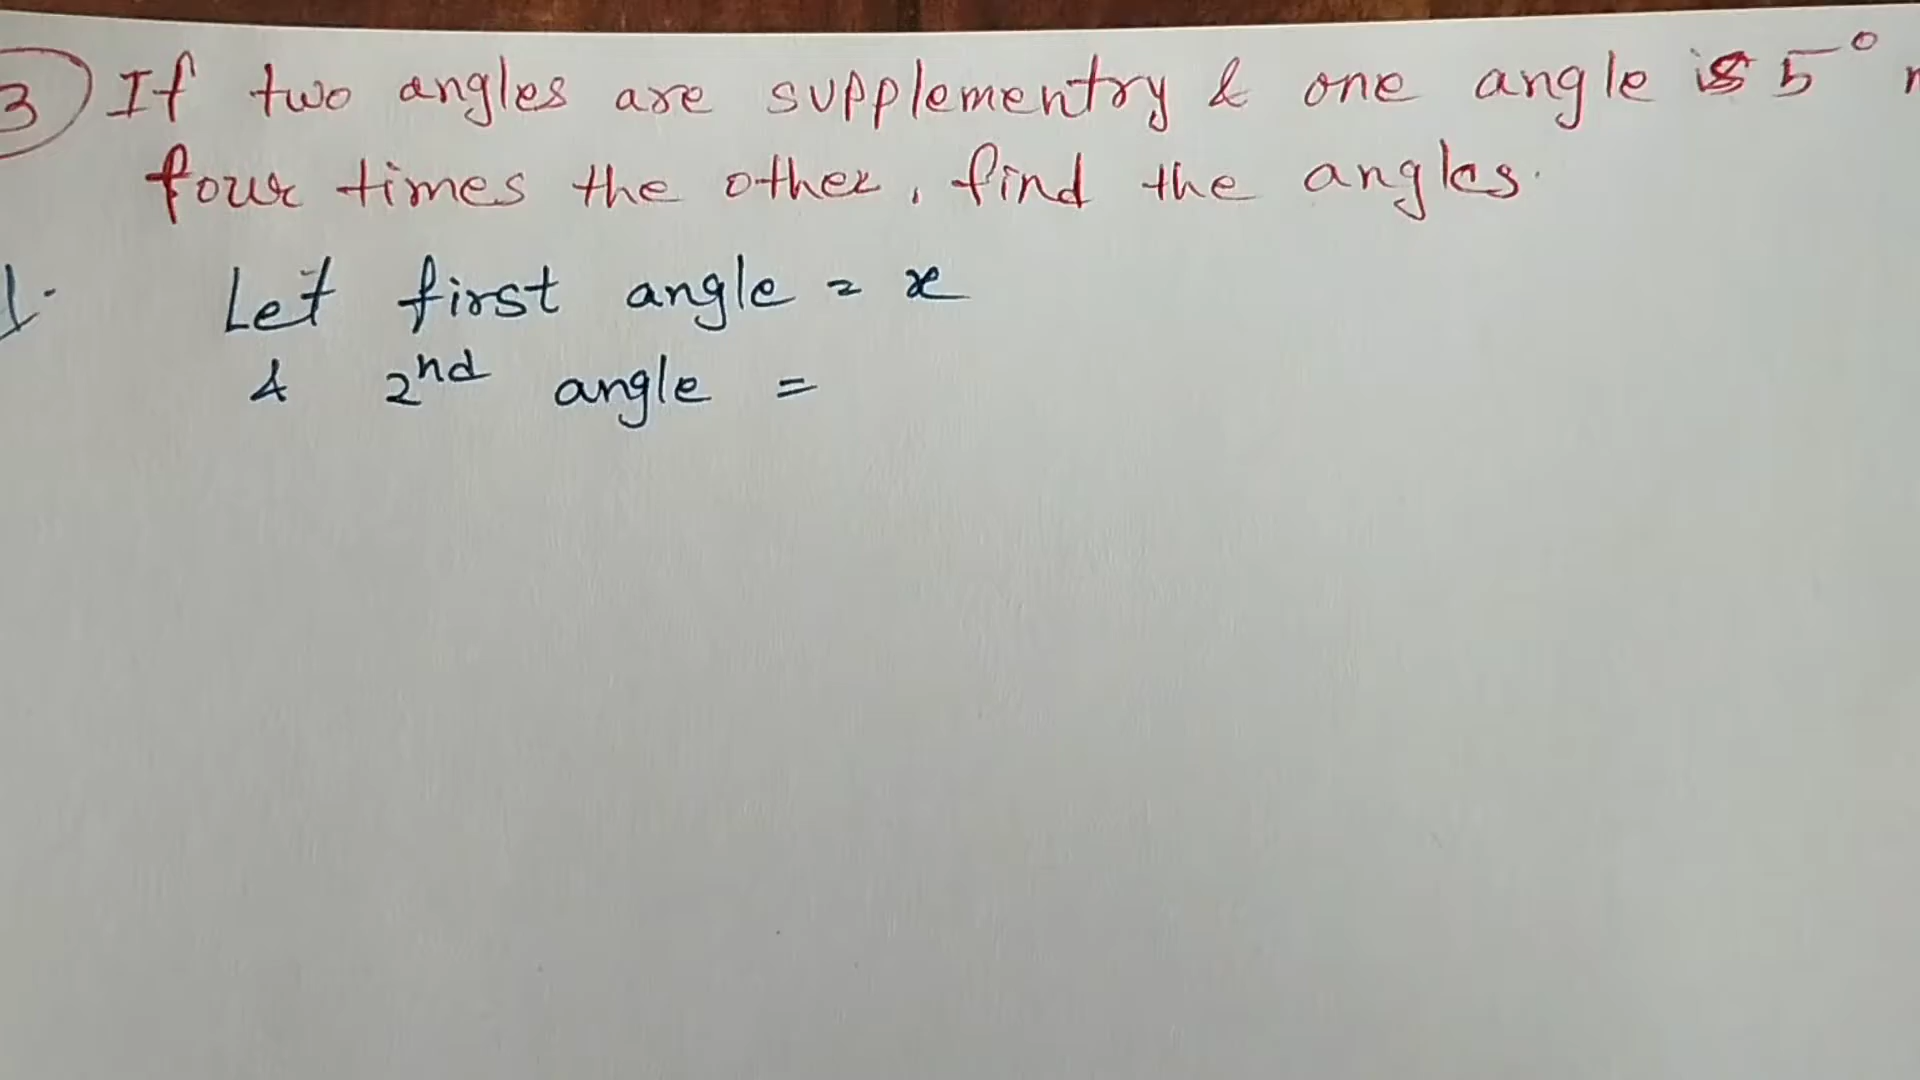 3) If two angles are supplementry & one angle is 5°
four times the other, find the angles.
Let first angle = x
& 2nd angle =